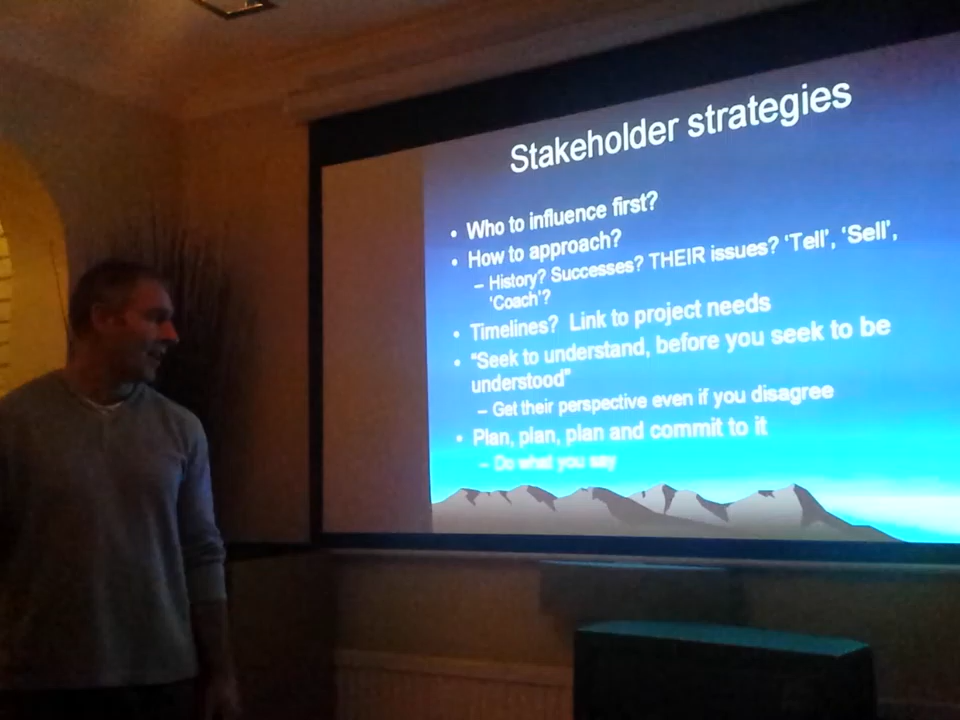 Stakeholder strategies
• Who to influence first?
• How to approach?
– History? Successes? THEIR issues? ‘Tell’, ‘Sell’,
‘Coach’?
• Timelines? Link to project needs
• “Seek to understand, before you seek to be
understood”
– Get their perspective even if you disagree
• Plan, plan, plan and commit to it
– Do what you say